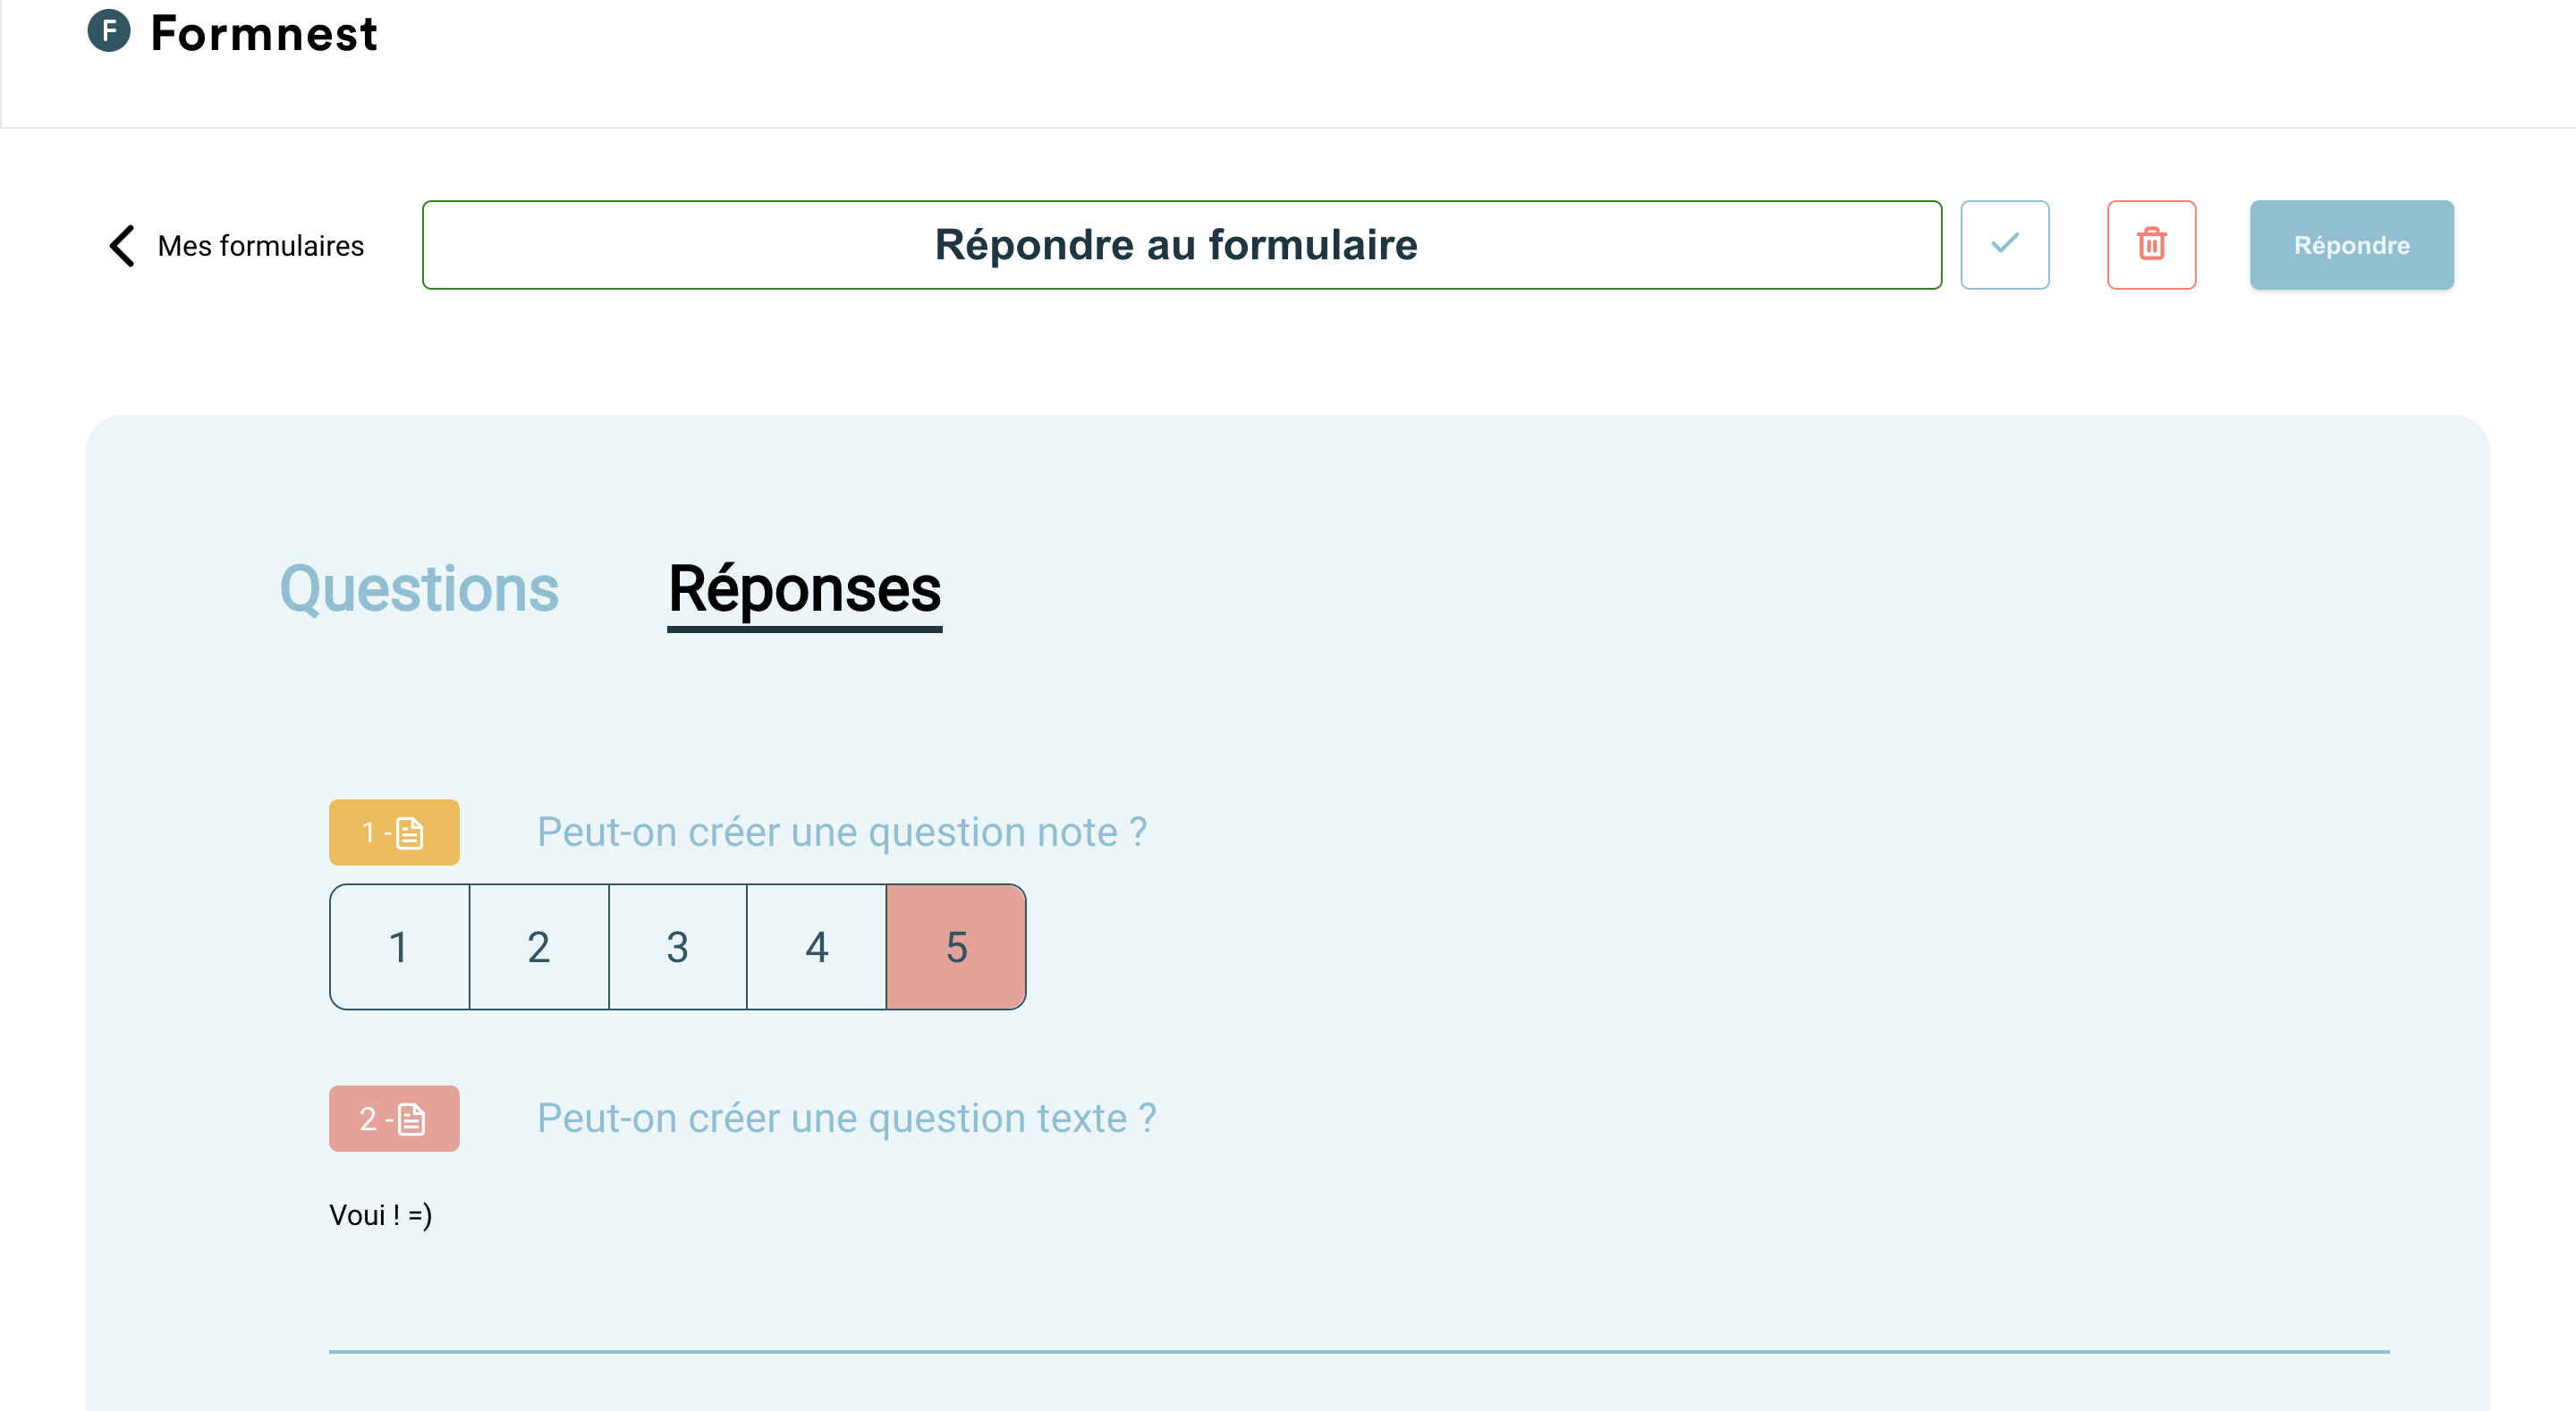 F Formnest
Mes formulaires
Répondre au formulaire
Répondre
Questions
Réponses
1 -
Peut-on créer une question note ?
1 2 3 4 5
2 -
Peut-on créer une question texte ?
Voui ! =)